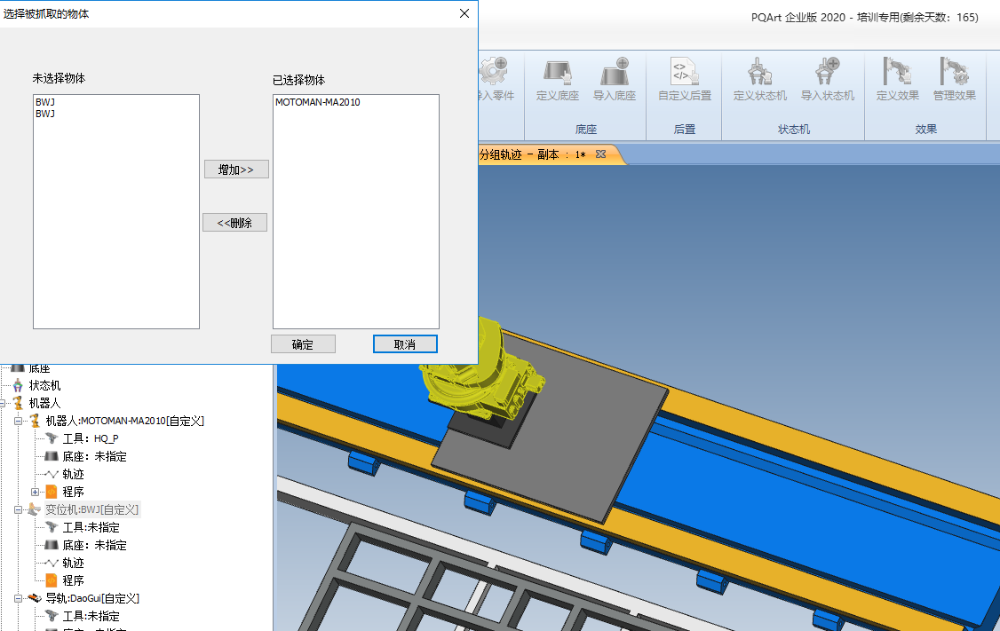 选择被抓取的物体
PQArt 企业版 2020 - 培训专用(剩余天数：165)
未选择物体
已选择物体
BWJ
BWJ
MOTOMAN-MA2010
增加>>
<<删除
确定
取消
导入零件
定义底座
导入底座
自定义后置
定义状态机
导入状态机
定义效果
管理效果
底座
后置
状态机
效果
分组轨迹 - 副本 : 1*
底座
状态机
机器人
机器人:MOTOMAN-MA2010[自定义]
工具：HQ_P
底座：未指定
轨迹
程序
变位机:BWJ[自定义]
工具:未指定
底座：未指定
轨迹
程序
导轨:DaoGui[自定义]
工具:未指定